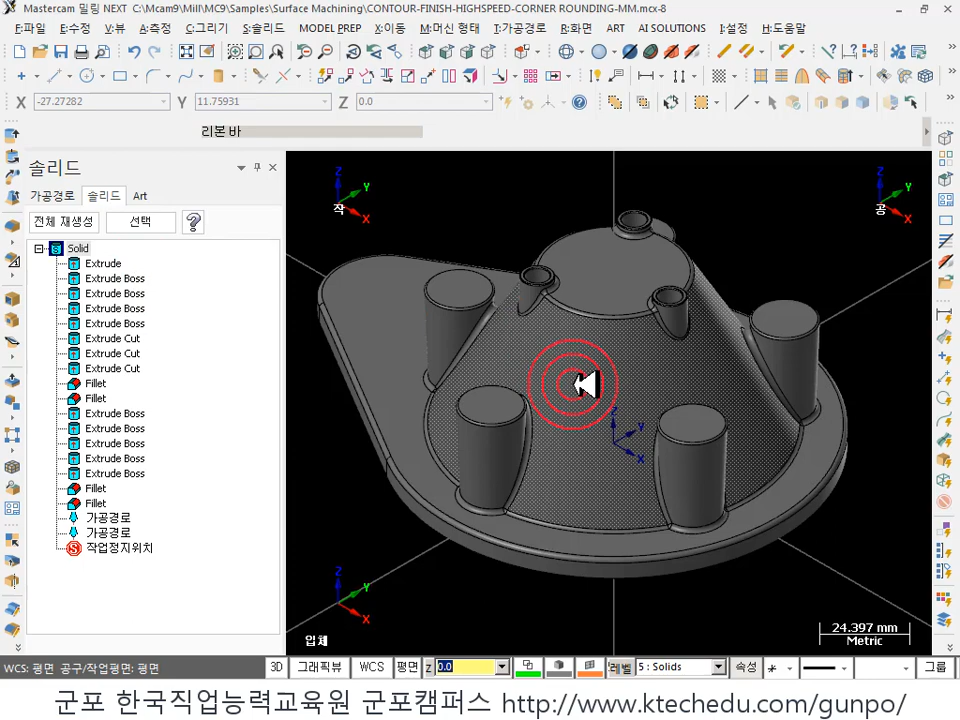 Mastercam 밀링 NEXT C:\Mcam9\Mill\MC9\Samples\Surface Machining\CONTOUR-FINISH-HIGHSPEED-CORNER ROUNDING-MM.mcx-8
F:파일 E:수정 V:뷰 A:측정 C:그리기 S:솔리드 MODEL PREP X:이동 M:머신 형태 T:가공경로 R:화면 ART AI SOLUTIONS I:설정 H:도움말
X -27.27282 Y 11.75931 Z 0.0
리본 바
솔리드
가공경로 솔리드 Art
전체 재생성 선택
Solid
Extrude
Extrude Boss
Extrude Boss
Extrude Boss
Extrude Boss
Extrude Cut
Extrude Cut
Extrude Cut
Fillet
Fillet
Extrude Boss
Extrude Boss
Extrude Boss
Extrude Boss
Extrude Boss
Fillet
Fillet
가공경로
가공경로
작업정지위치
Z Y X 작
Z Y X 공
Z Y X
Z Y X
입체
24.397 mm
Metric
WCS: 평면 공구/작업평면: 평면 3D 그래픽뷰 WCS 평면 Z 0.0 레벨 5 : Solids 속성 그룹
군포 한국직업능력교육원 군포캠퍼스 http://www.ktechedu.com/gunpo/